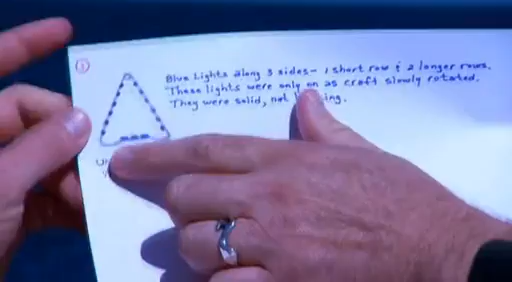 1
Blue Lights along 3 sides- 1 short row & 2 longer rows.
These lights were only on as craft slowly rotated.
They were solid, not